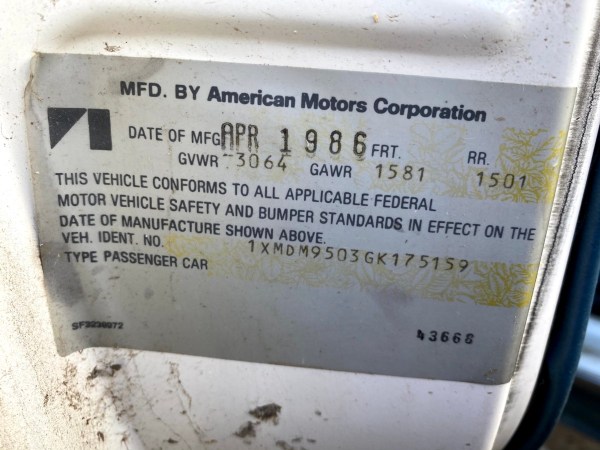 MFD. BY American Motors Corporation
DATE OF MFG APR 1986 FRT. RR.
GVWR 3064 GAWR 1581 1501
THIS VEHICLE CONFORMS TO ALL APPLICABLE FEDERAL
MOTOR VEHICLE SAFETY AND BUMPER STANDARDS IN EFFECT ON THE
DATE OF MANUFACTURE SHOWN ABOVE.
VEH. IDENT. NO. 1XMDM9503GK175159
TYPE PASSENGER CAR
43668